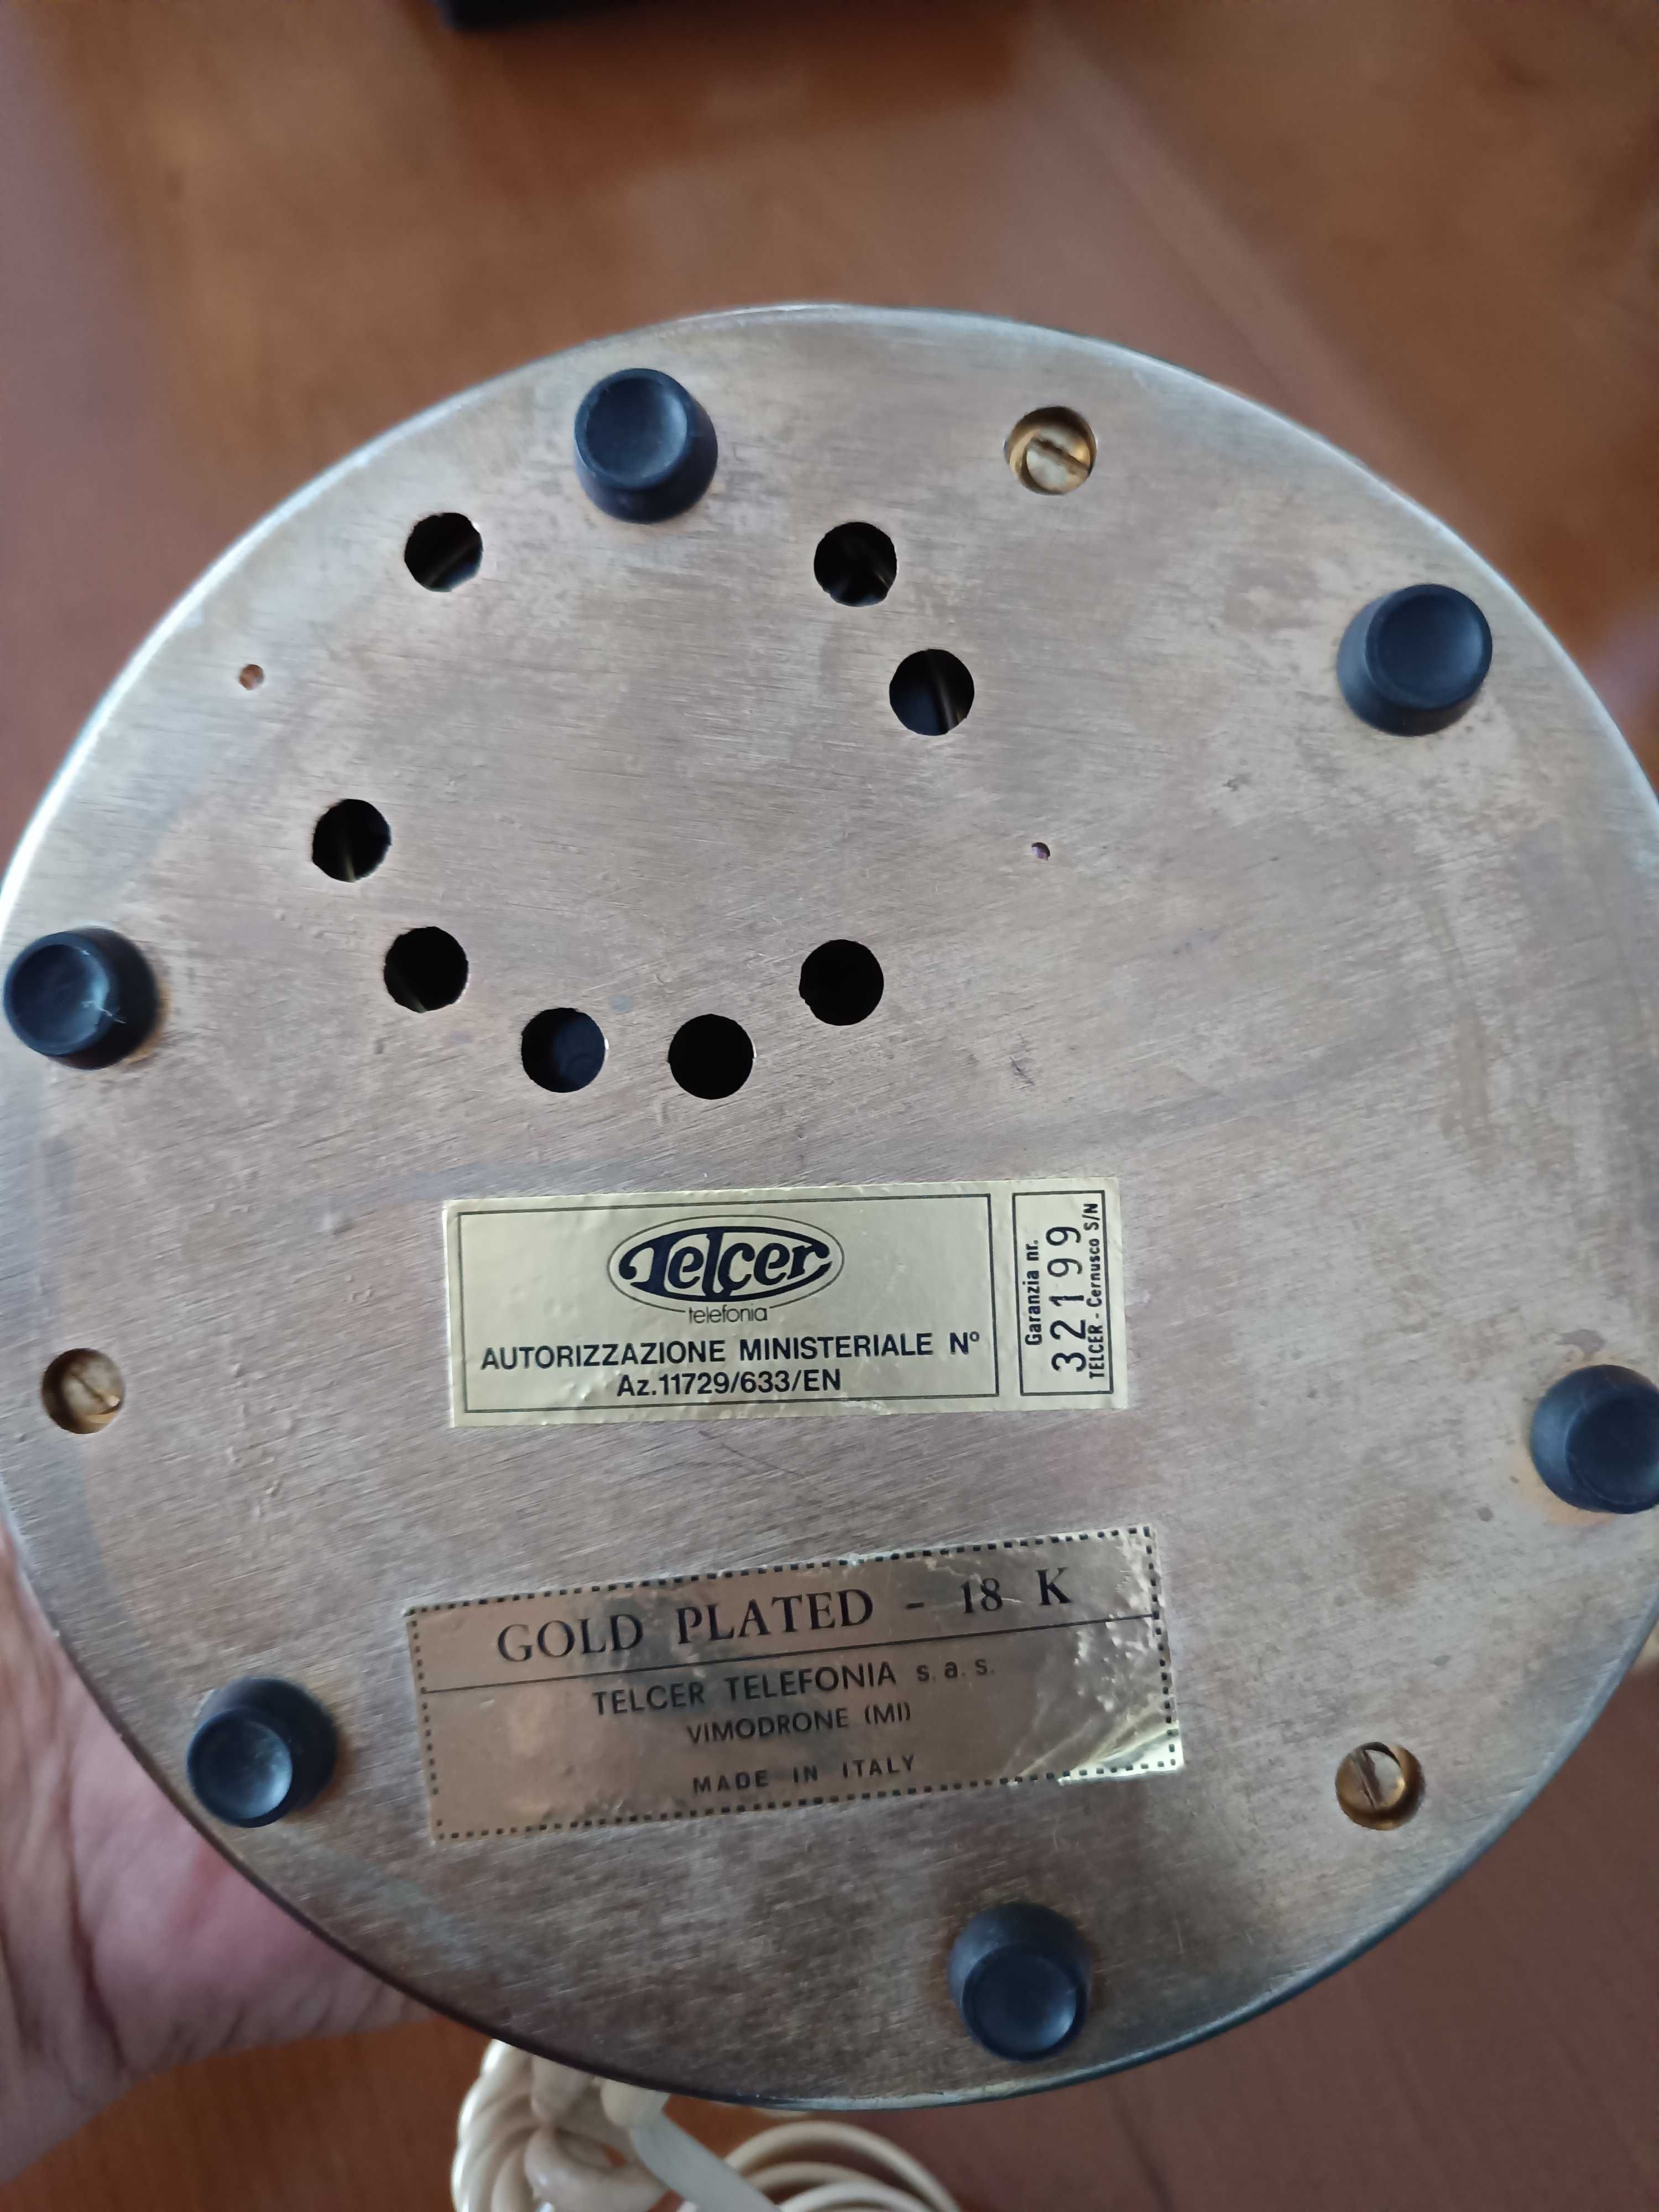 Telcer
telefonia
AUTORIZZAZIONE MINISTERIALE Nº
Az.11729/633/EN
Garanzia nr.
32199
TELCER - Cernusco S/N
GOLD PLATED - 18 K
TELCER TELEFONIA s.a.s.
VIMODRONE (MI)
MADE IN ITALY